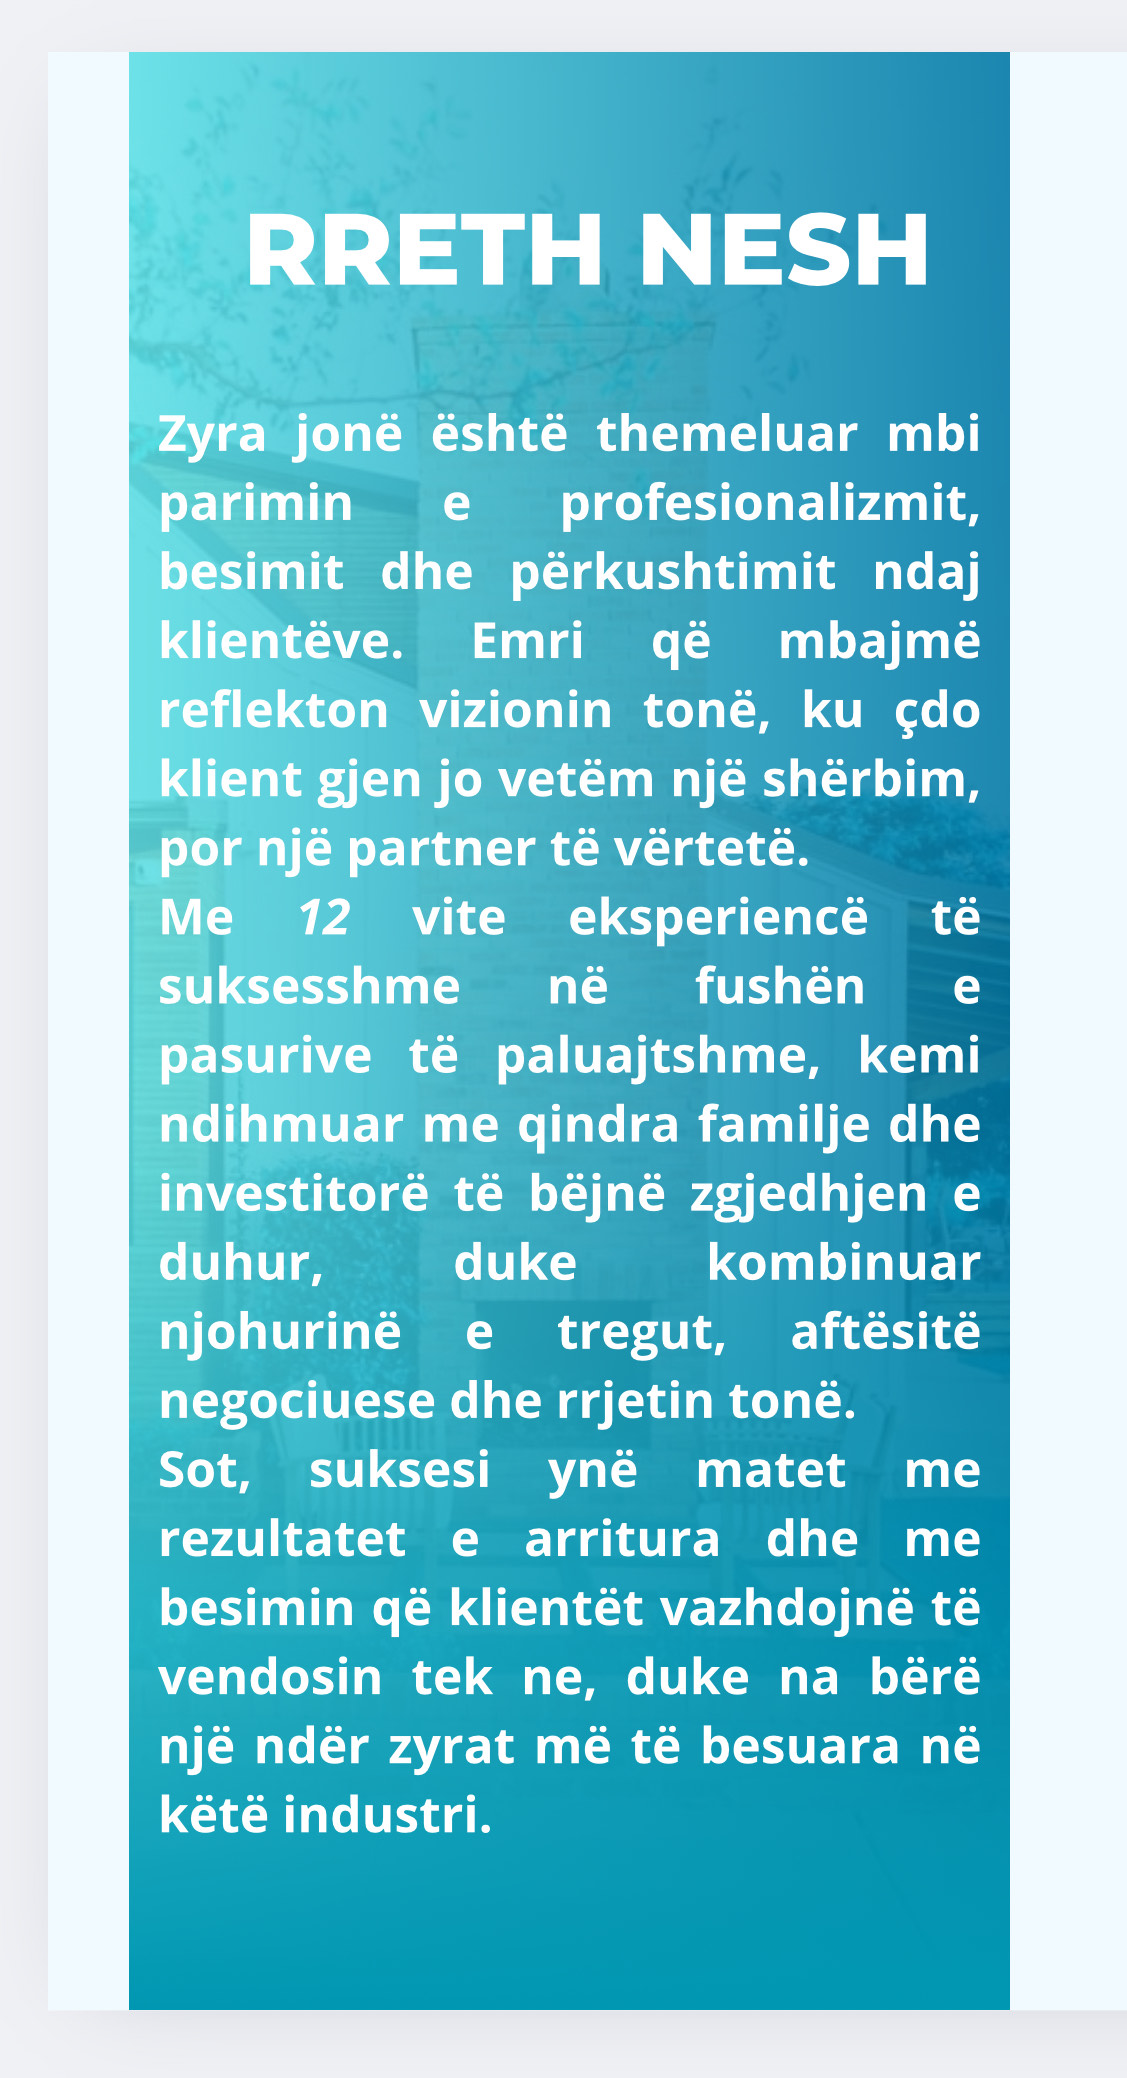 RRETH NESH
Zyra jonë është themeluar mbi
parimin e profesionalizmit,
besimit dhe përkushtimit ndaj
klientëve. Emri që mbajmë
reflekton vizionin tonë, ku çdo
klient gjen jo vetëm një shërbim,
por një partner të vërtetë.
Me 12 vite eksperiencë të
suksesshme në fushën e
pasurive të paluajtshme, kemi
ndihmuar me qindra familje dhe
investitorë të bëjnë zgjedhjen e
duhur, duke kombinuar
njohurinë e tregut, aftësitë
negociuese dhe rrjetin tonë.
Sot, suksesi ynë matet me
rezultatet e arritura dhe me
besimin që klientët vazhdojnë të
vendosin tek ne, duke na bërë
një ndër zyrat më të besuara në
këtë industri.